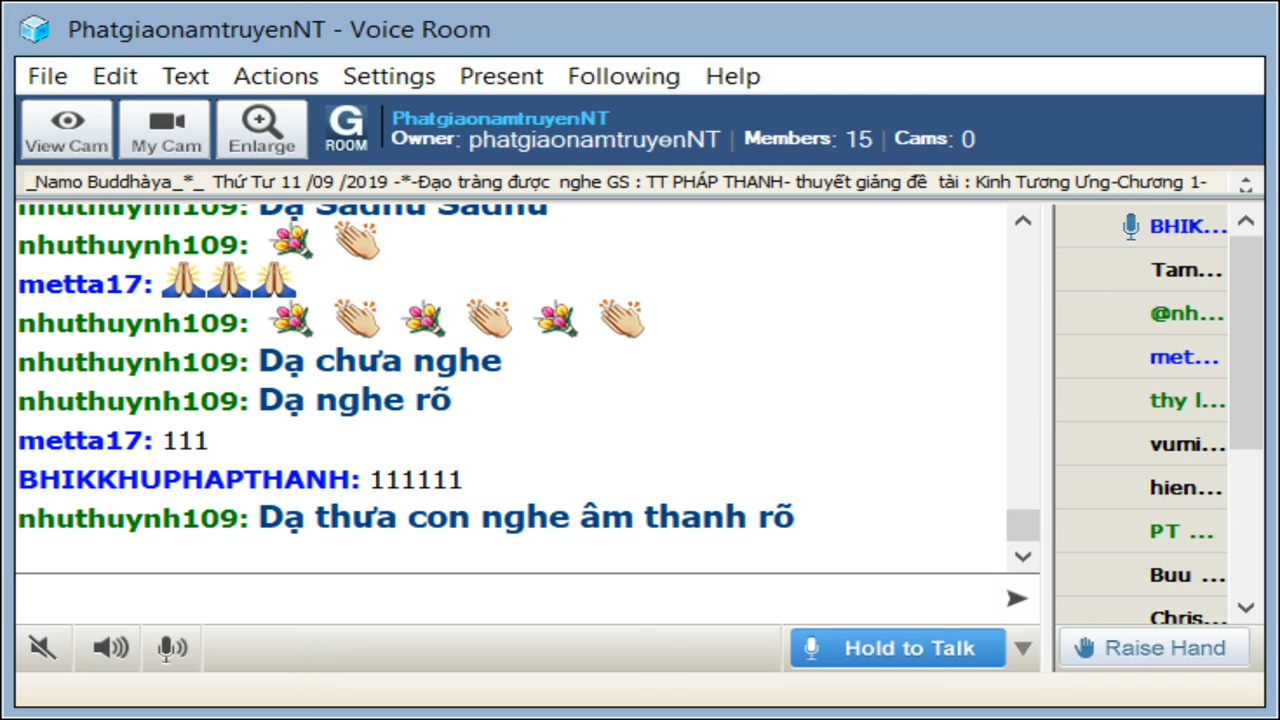 PhatgiaonamtruyenNT - Voice Room
File Edit Text Actions Settings Present Following Help
View Cam My Cam Enlarge G ROOM
PhatgiaonamtruyenNT
Owner: phatgiaonamtruyenNT | Members: 15 | Cams: 0
_Namo Buddhàya_*_ Thứ Tư 11 /09 /2019 -*-Đạo tràng được nghe GS : TT PHÁP THANH- thuyết giảng đề tài : Kinh Tương Ưng-Chương 1-
nhuthuynh109: Dạ Sadhu Sadhu
nhuthuynh109:
metta17:
nhuthuynh109:
nhuthuynh109: Dạ chưa nghe
nhuthuynh109: Dạ nghe rõ
metta17: 111
BHIKKHUPHAPTHANH: 111111
nhuthuynh109: Dạ thưa con nghe âm thanh rõ
BHIK...
Tam...
@nh...
met...
thy l...
vumi...
hien...
PT ...
Buu ...
Chris...
Hold to Talk
Raise Hand